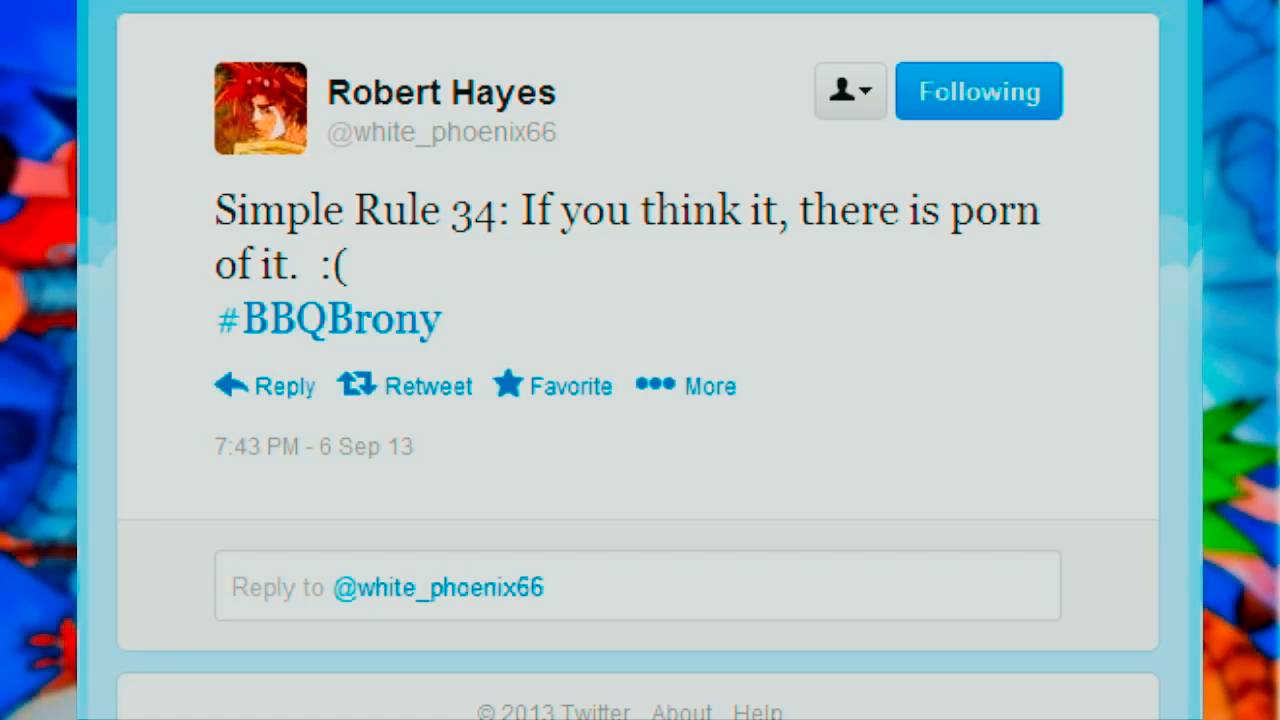 Robert Hayes
@white_phoenix66
Following
Simple Rule 34: If you think it, there is porn
of it.  :(
#BBQBrony
Reply Retweet Favorite More
7:43 PM - 6 Sep 13
Reply to @white_phoenix66
© 2013 Twitter About Help